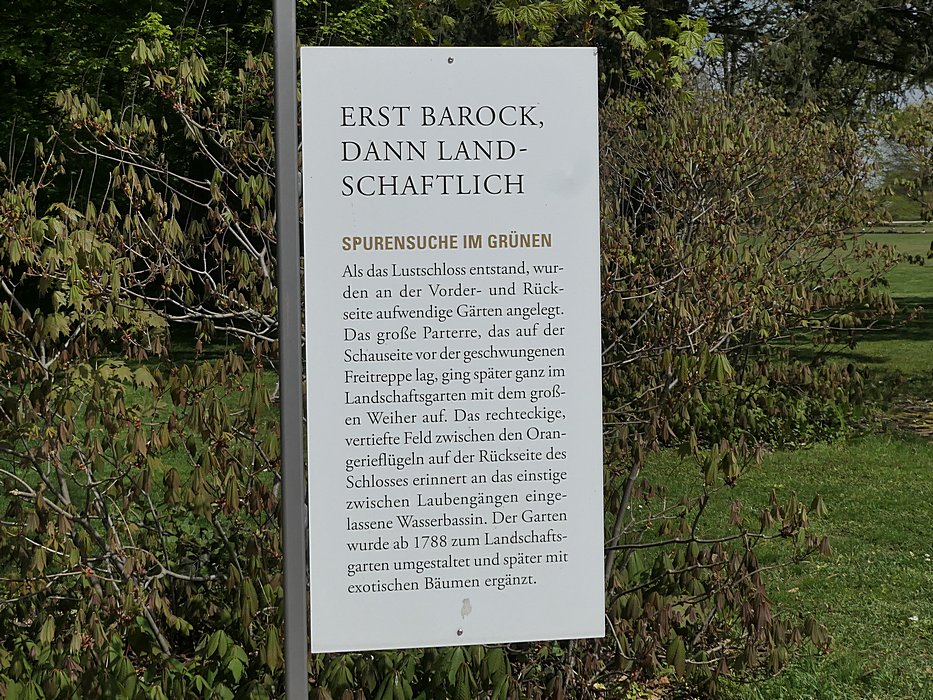 ERST BAROCK,
DANN LAND-
SCHAFTLICH
SPURENSUCHE IM GRÜNEN
Als das Lustschloss entstand, wur-
den an der Vorder- und Rück-
seite aufwendige Gärten angelegt.
Das große Parterre, das auf der
Schauseite vor der geschwungenen
Freitreppe lag, ging später ganz im
Landschaftsgarten mit dem groß-
en Weiher auf. Das rechteckige,
vertiefte Feld zwischen den Oran-
gerieflügeln auf der Rückseite des
Schlosses erinnert an das einstige
zwischen Laubengängen einge-
lassene Wasserbassin. Der Garten
wurde ab 1788 zum Landschafts-
garten umgestaltet und später mit
exotischen Bäumen ergänzt.